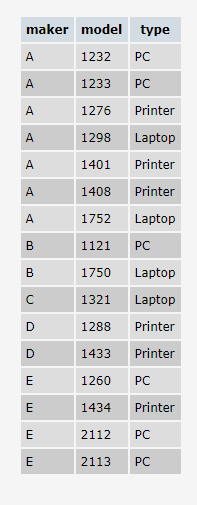 maker model type
A 1232 PC
A 1233 PC
A 1276 Printer
A 1298 Laptop
A 1401 Printer
A 1408 Printer
A 1752 Laptop
B 1121 PC
B 1750 Laptop
C 1321 Laptop
D 1288 Printer
D 1433 Printer
E 1260 PC
E 1434 Printer
E 2112 PC
E 2113 PC